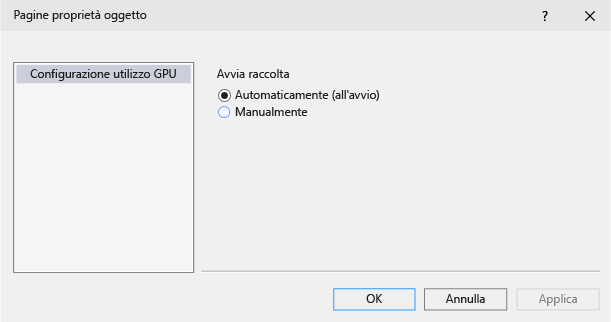 Pagine proprietà oggetto
?
Configurazione utilizzo GPU
Avvia raccolta
Automaticamente (all'avvio)
Manualmente
OK
Annulla
Applica